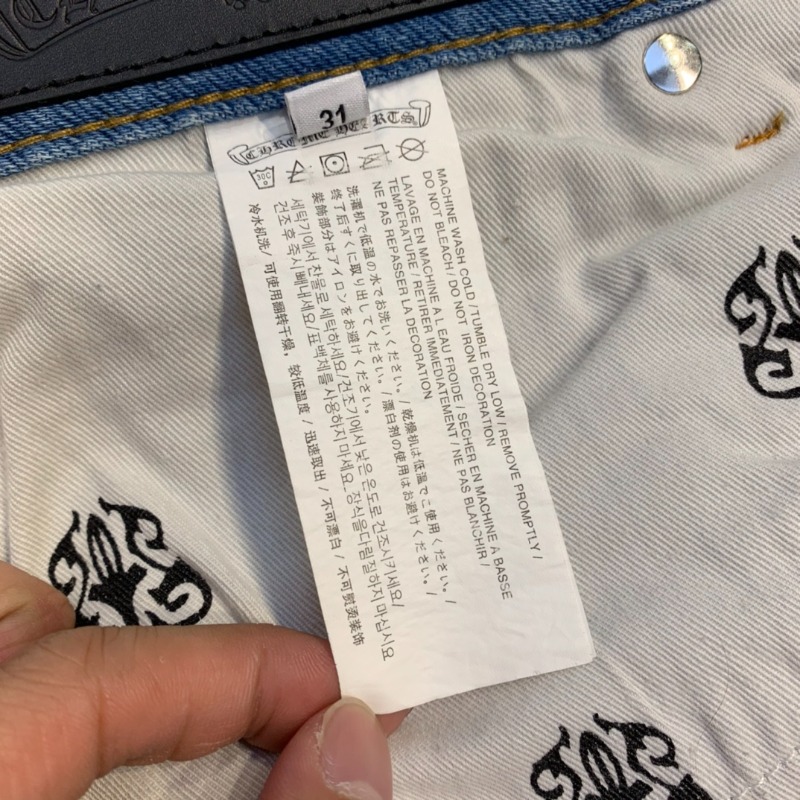 31
CHROME HEARTS
30C
MACHINE WASH COLD / TUMBLE DRY LOW / REMOVE PROMPTLY /
DO NOT BLEACH / DO NOT IRON DECORATION
LAVAGE EN MACHINE A L EAU FROIDE / SECHER EN MACHINE À BASSE
TEMPERATURE / RETIRER IMMEDIATEMENT / NE PAS BLANCHIR /
NE PAS REPASSER LA DECORATION
洗濯机で低温の水でお洗いください。/ 乾燥机は低温でご使用ください。/
終了后すぐに取り出してください。/ 漂白剤の使用はお避けください。/
装飾部分はアイロンをお避けください。
세탁기에서 찬물로 세탁하세요/건조기에서 낮은 온도로 건조시키세요/
건조후 즉시 빼내세요/표백제를 사용하지 마세요. 장식을다림질하지 마십시요
冷水机洗/ 可使用翻转干燥，较低温度 / 迅速取出 / 不可漂白 / 不可熨烫装饰